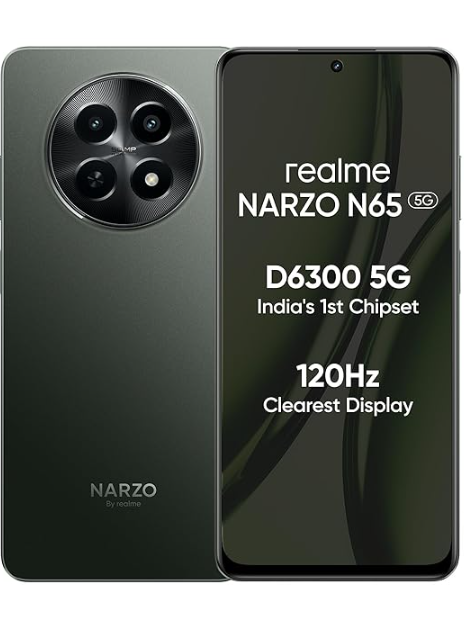 realme
NARZO N65 5G
D6300 5G
India's 1st Chipset
120Hz
Clearest Display
NARZO
By realme